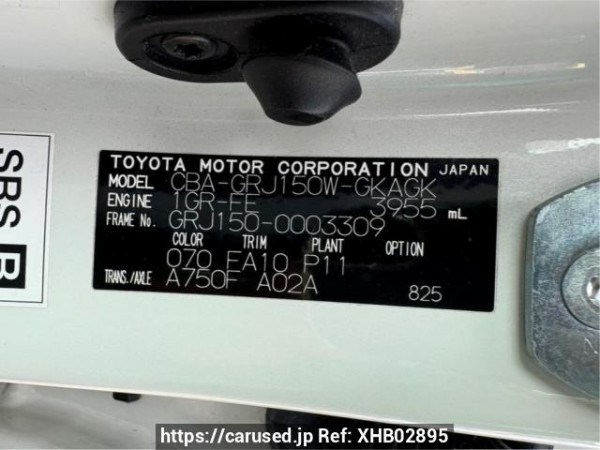 TOYOTA MOTOR CORPORATION JAPAN
MODEL CBA-GRJ150W-GKAGK
ENGINE 1GR-FE 3955 mL
FRAME No. GRJ150-0003309
COLOR TRIM PLANT OPTION
070 FA10 P11
TRANS./AXLE A750F A02A
825
SRS B
https://carused.jp Ref: XHB02895